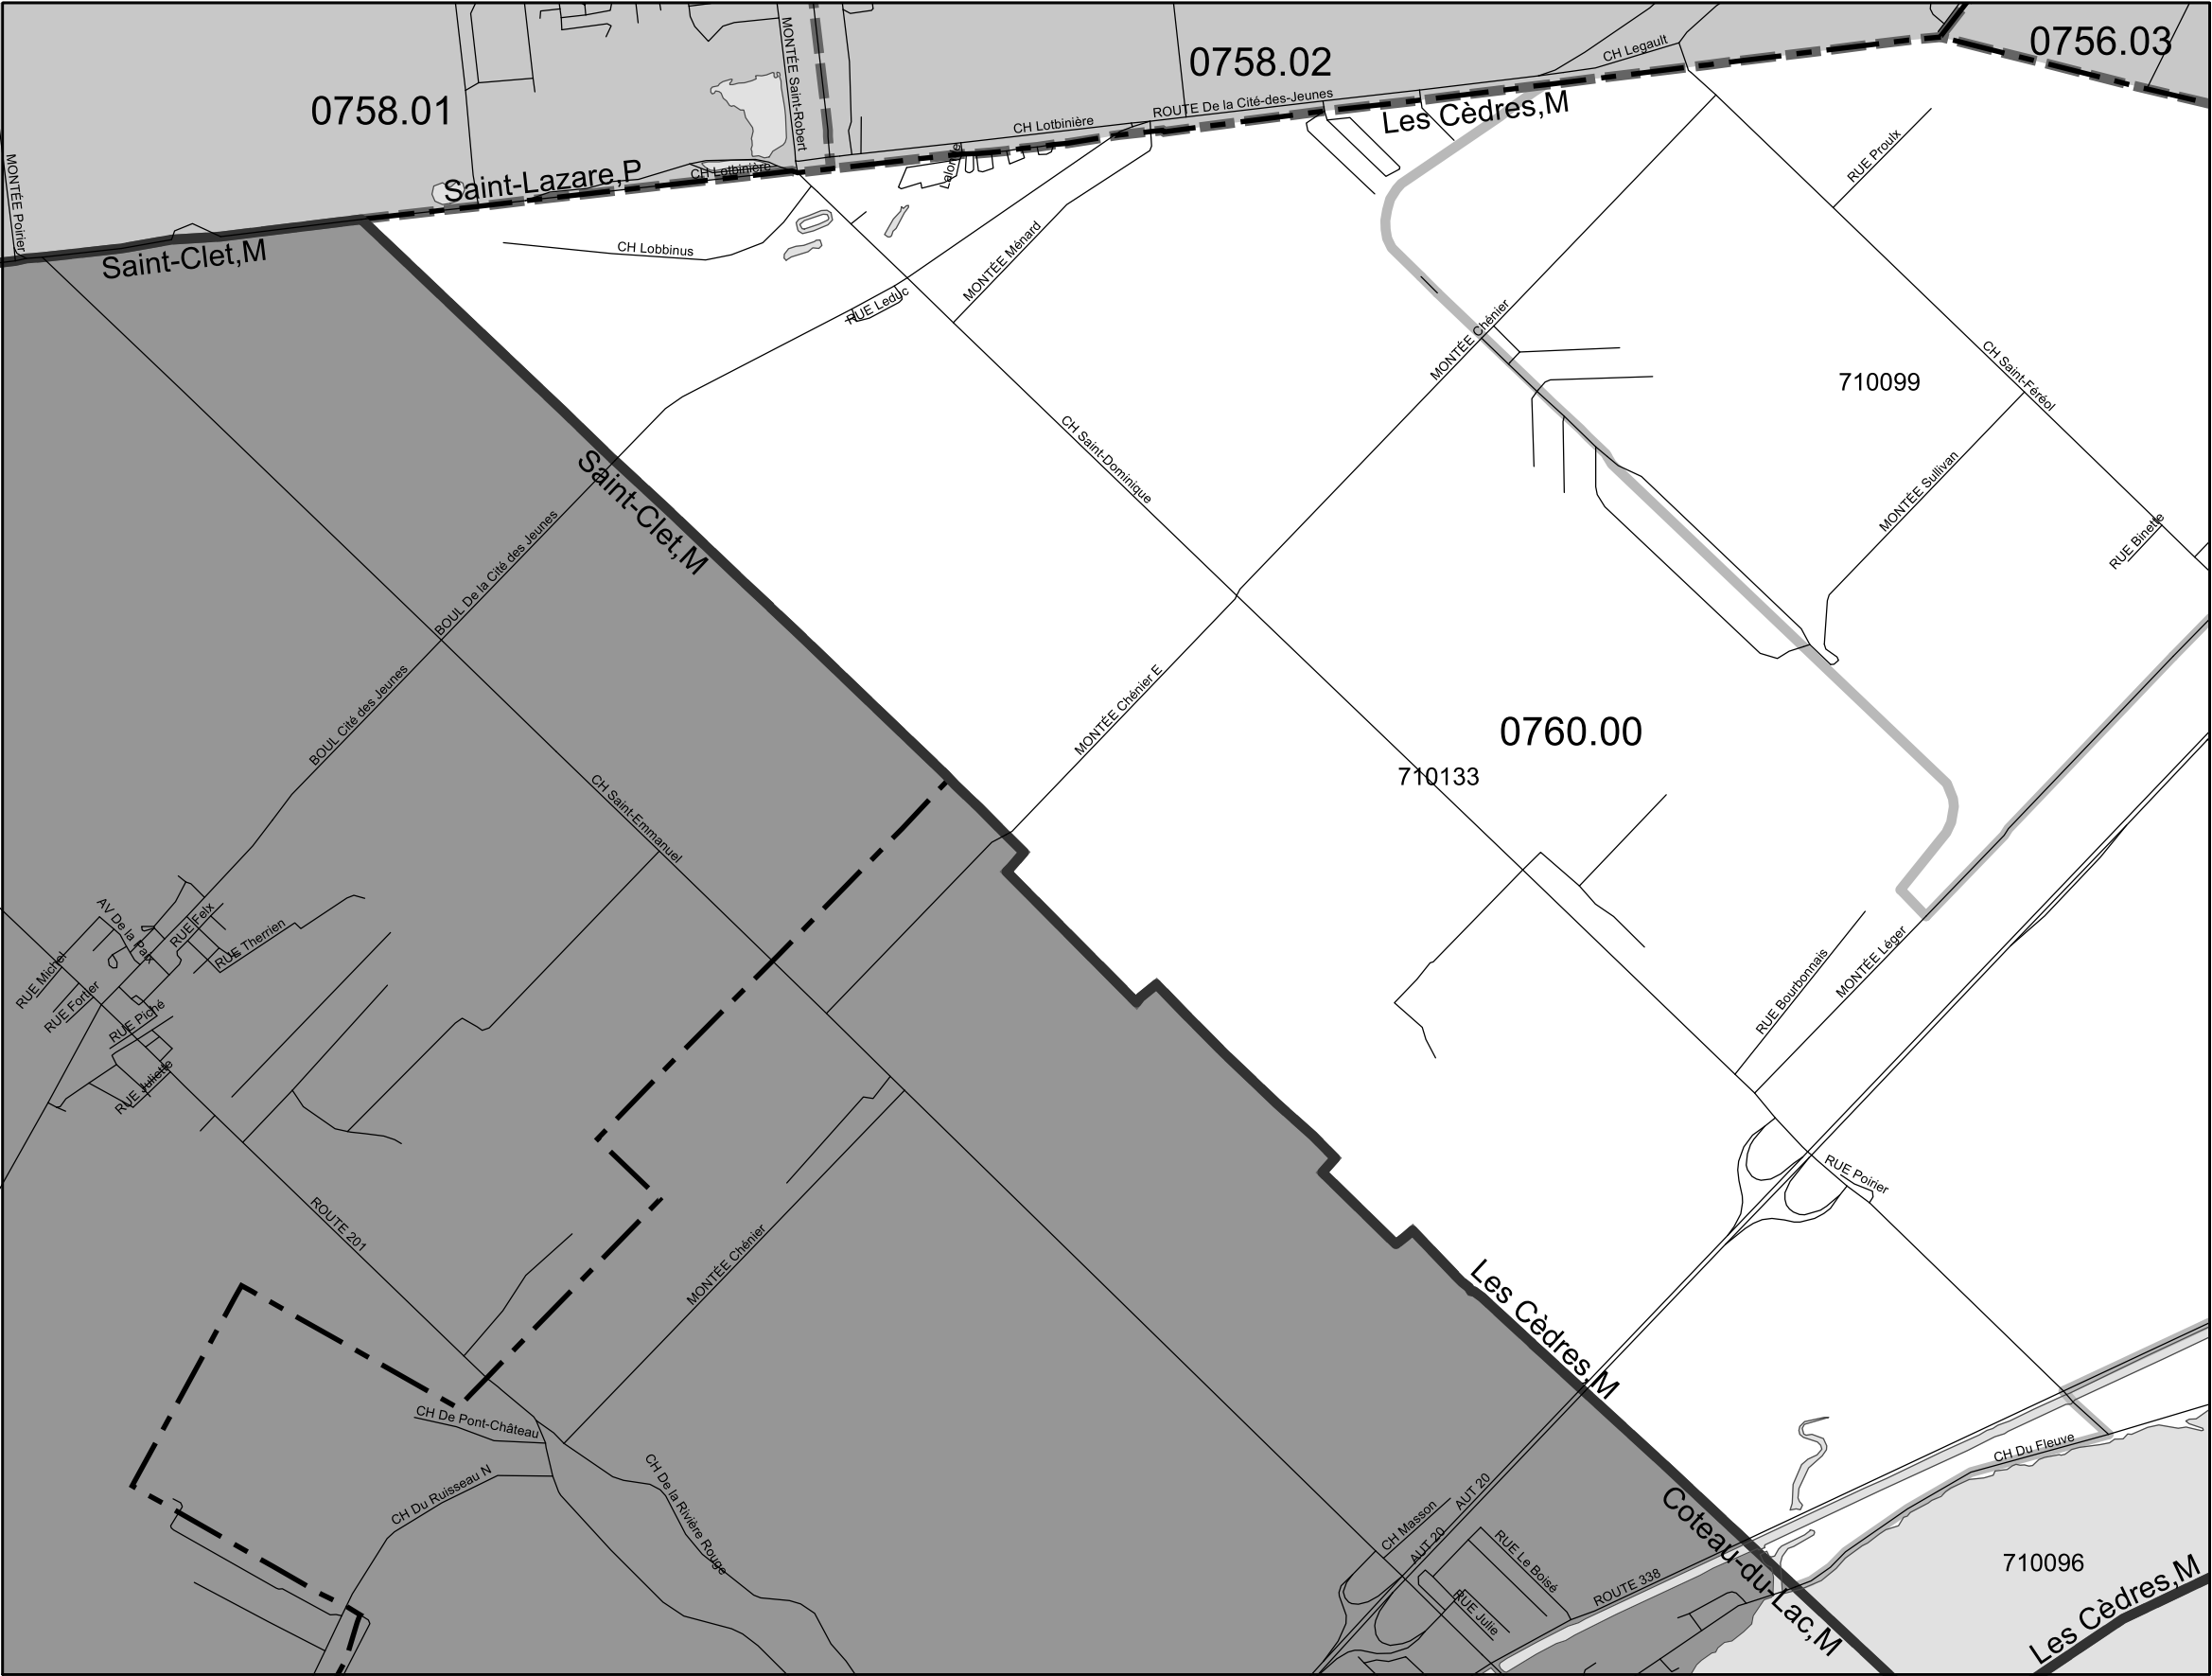 0756.03
0758.02
0758.01
CH Legault
MONTÉE Saint-Robert
ROUTE De la Cité-des-Jeunes
Les Cèdres,M
CH Lotbinière
CH Lotbinière
Saint-Lazare,P
MONTÉE Poirier
RUE Proulx
Saint-Clet,M
CH Lobbinus
MONTÉE Ménard
RUE Leduc
MONTÉE Chénier
CH Saint-Féréol
710099
CH Saint-Dominique
Saint-Clet,M
MONTÉE Sullivan
RUE Binette
BOUL De la Cité des Jeunes
BOUL Cité des Jeunes
MONTÉE Chénier E
0760.00
710133
CH Saint-Emmanuel
AV De la Paix
RUE Felx
RUE Therrien
RUE Michel
RUE Fortier
RUE Piché
RUE Juliette
RUE Bourbonnais
MONTÉE Léger
RUE Poirier
ROUTE 201
MONTÉE Chénier
Les Cèdres,M
CH De Pont-Château
CH Du Fleuve
CH De la Rivière Rouge
CH Du Ruisseau N
AUT 20
CH Masson
AUT 20
RUE Le Boisé
Coteau-du-Lac,M
ROUTE 338
RUE Julie
710096
Les Cèdres,M